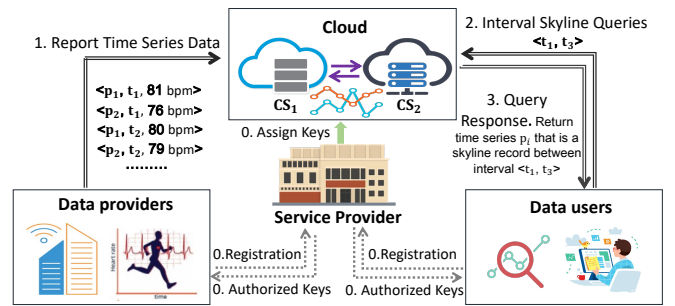 Cloud
1. Report Time Series Data
2. Interval Skyline Queries
<t₁, t₃>
<p₁, t₁, 81 bpm>
<p₂, t₁, 76 bpm>
<p₁, t₂, 80 bpm>
<p₂, t₂, 79 bpm>
.........
CS₁
CS₂
0. Assign Keys
3. Query
Response. Return
time series pᵢ that is a
skyline record between
interval <t₁, t₃>
Data providers
Service Provider
Data users
Heart rate
time
0.Registration
0. Authorized Keys
0.Registration
0. Authorized Keys